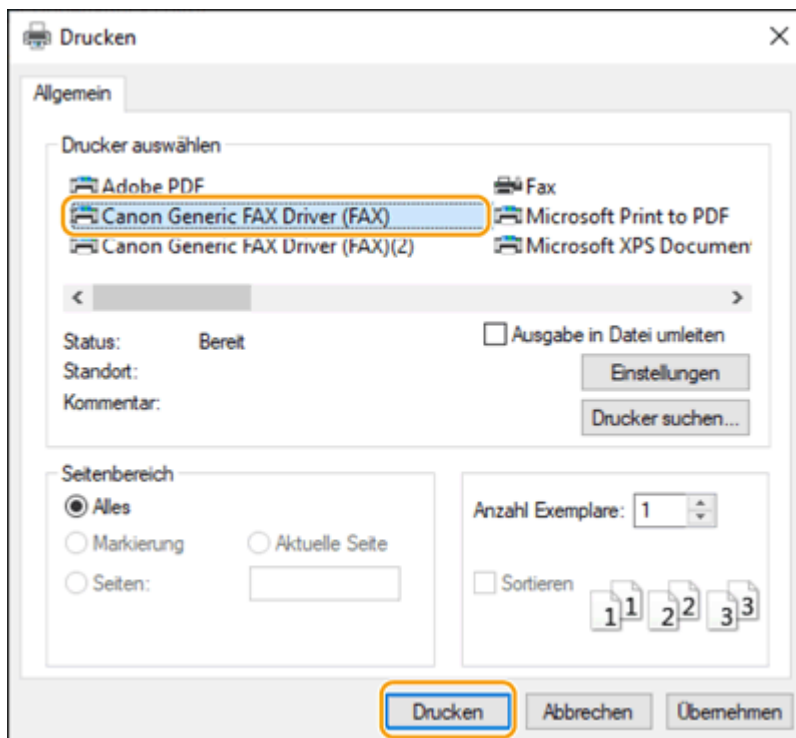 Drucken
Allgemein
Drucker auswählen
Adobe PDF Fax
Canon Generic FAX Driver (FAX) Microsoft Print to PDF
Canon Generic FAX Driver (FAX)(2) Microsoft XPS Documen
Status: Bereit
Ausgabe in Datei umleiten
Standort:
Einstellungen
Kommentar:
Drucker suchen...
Seitenbereich
Alles
Markierung Aktuelle Seite
Seiten:
Anzahl Exemplare: 1
Sortieren
1 1 2 2 3 3
Drucken Abbrechen Übernehmen